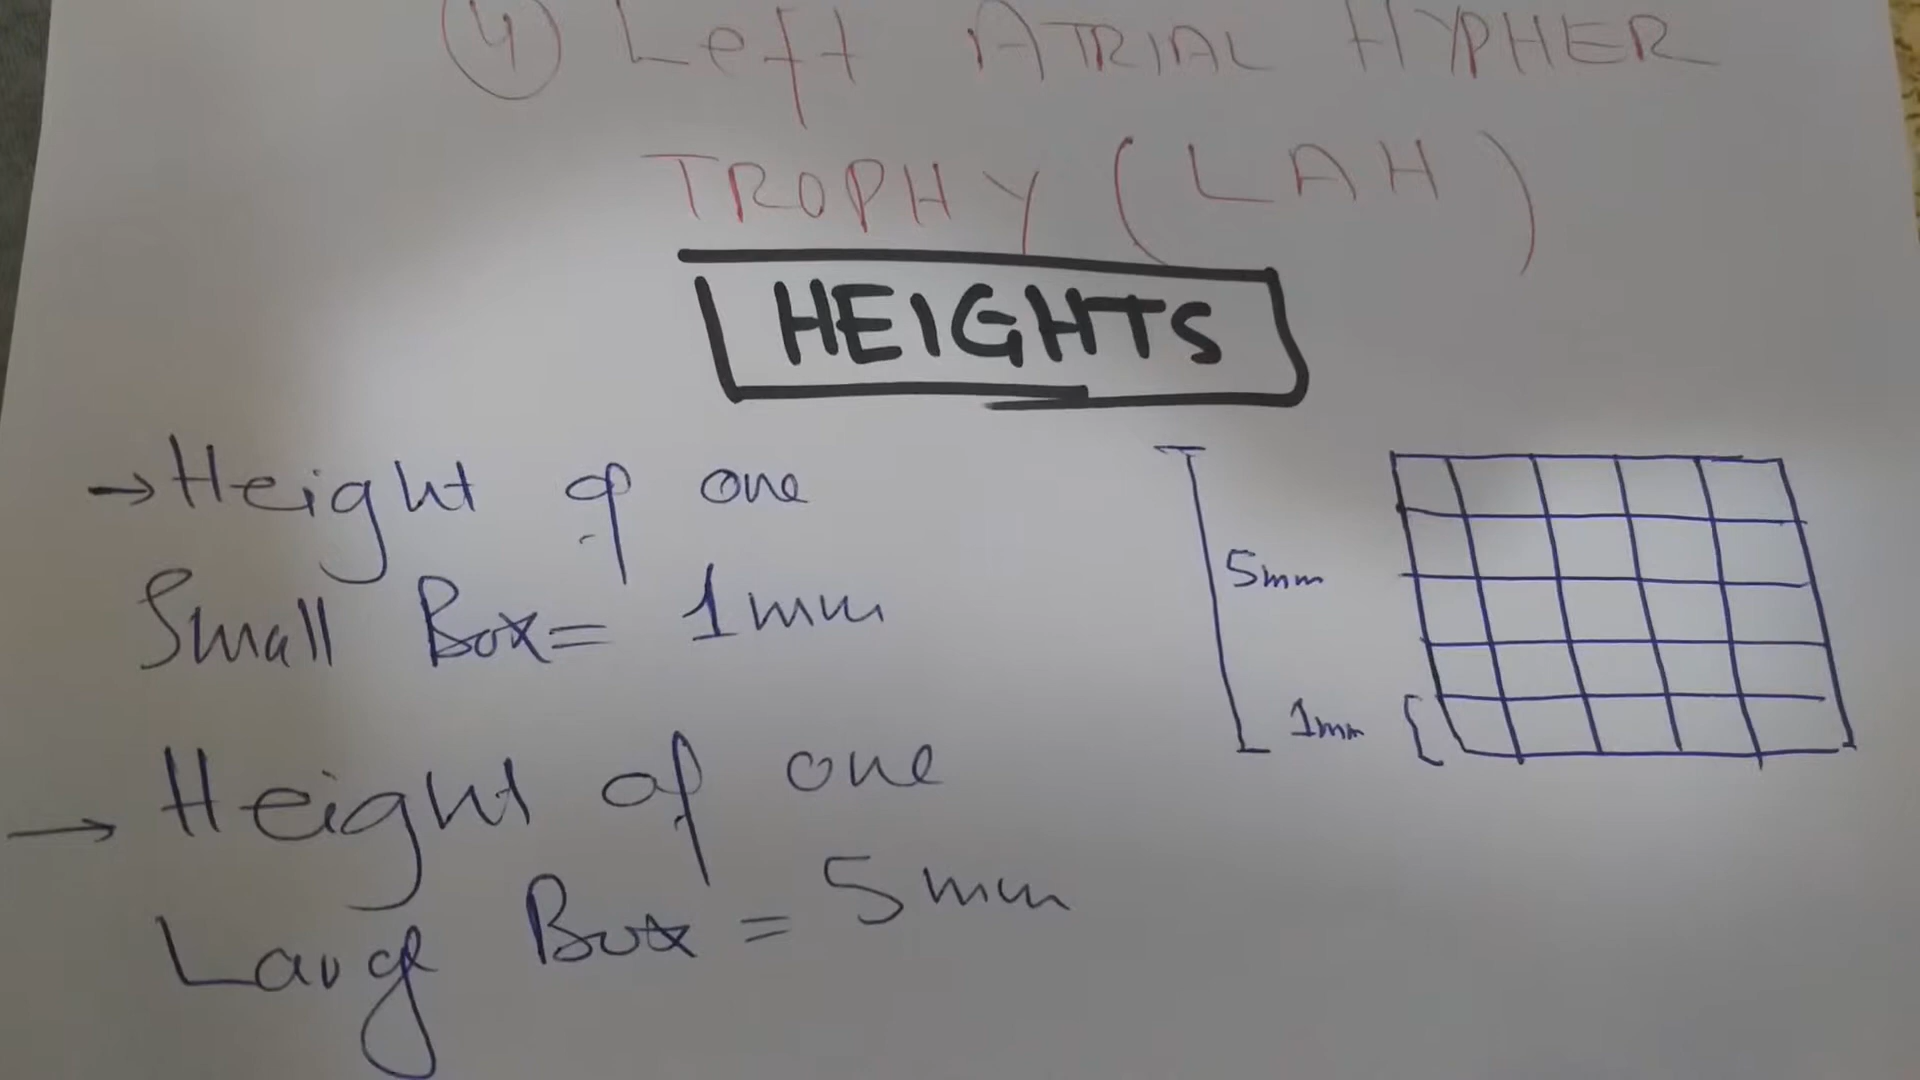 ④ Left ATRIAL HYPHER
TROPHY (LAH)
HEIGHTS
→ Height of one
Small Box = 1mm
→ Height of one
Large Box = 5mm
5mm
1mm